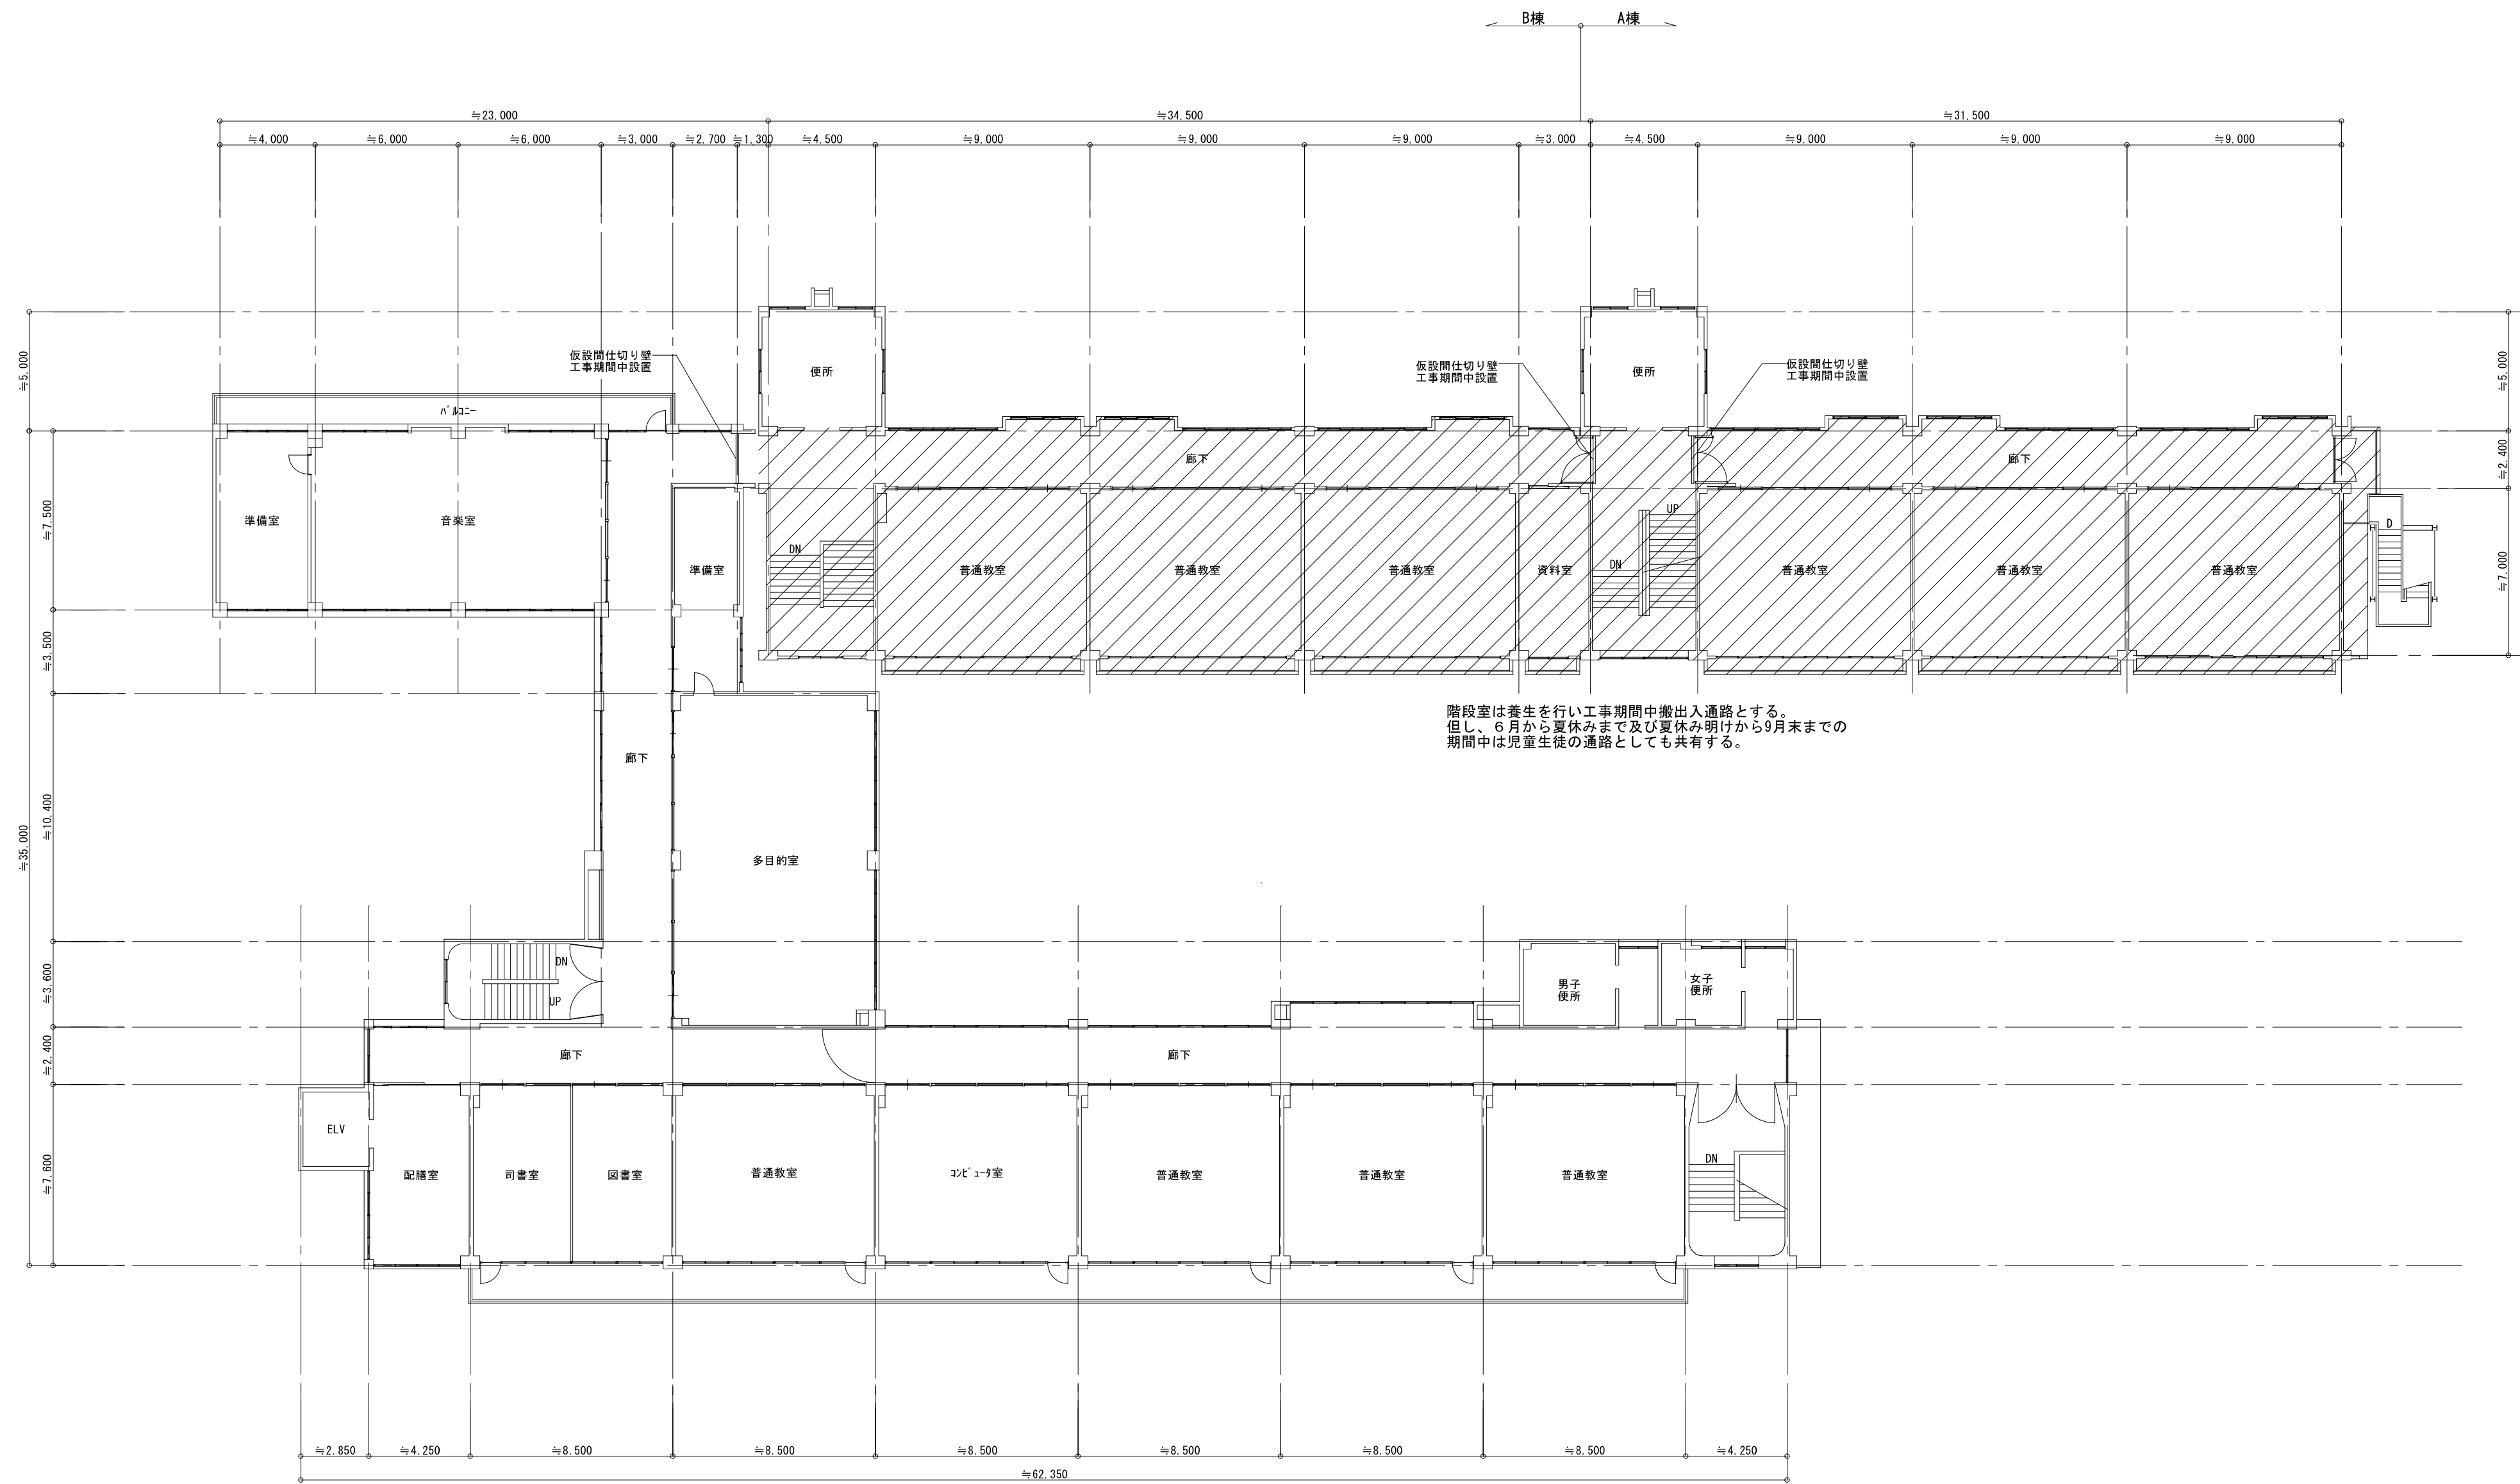 B棟 A棟
≒23.000 ≒34.500 ≒31.500
≒4.000 ≒6.000 ≒6.000 ≒3.000 ≒2.700 ≒1.300 ≒4.500 ≒9.000 ≒9.000 ≒9.000 ≒3.000 ≒4.500 ≒9.000 ≒9.000 ≒9.000
≒5.000
≒5.000
仮設間仕切り壁
工事期間中設置
仮設間仕切り壁
工事期間中設置
仮設間仕切り壁
工事期間中設置
便所
便所
バルコニー
廊下
廊下
≒2.400
≒7.500
準備室
音楽室
UP
D
DN
DN
準備室
普通教室
普通教室
普通教室
資料室
普通教室
普通教室
普通教室
≒7.000
≒3.500
階段室は養生を行い工事期間中搬出入通路とする。
但し、６月から夏休みまで及び夏休み明けから9月末までの
期間中は児童生徒の通路としても共有する。
廊下
≒10.400
≒35.000
多目的室
DN
UP
≒3.600
男子
便所
女子
便所
≒2.400
廊下
廊下
ELV
≒7.600
配膳室
司書室
図書室
普通教室
コンピュータ室
普通教室
普通教室
普通教室
DN
≒2.850 ≒4.250 ≒8.500 ≒8.500 ≒8.500 ≒8.500 ≒8.500 ≒8.500 ≒4.250
≒62.350